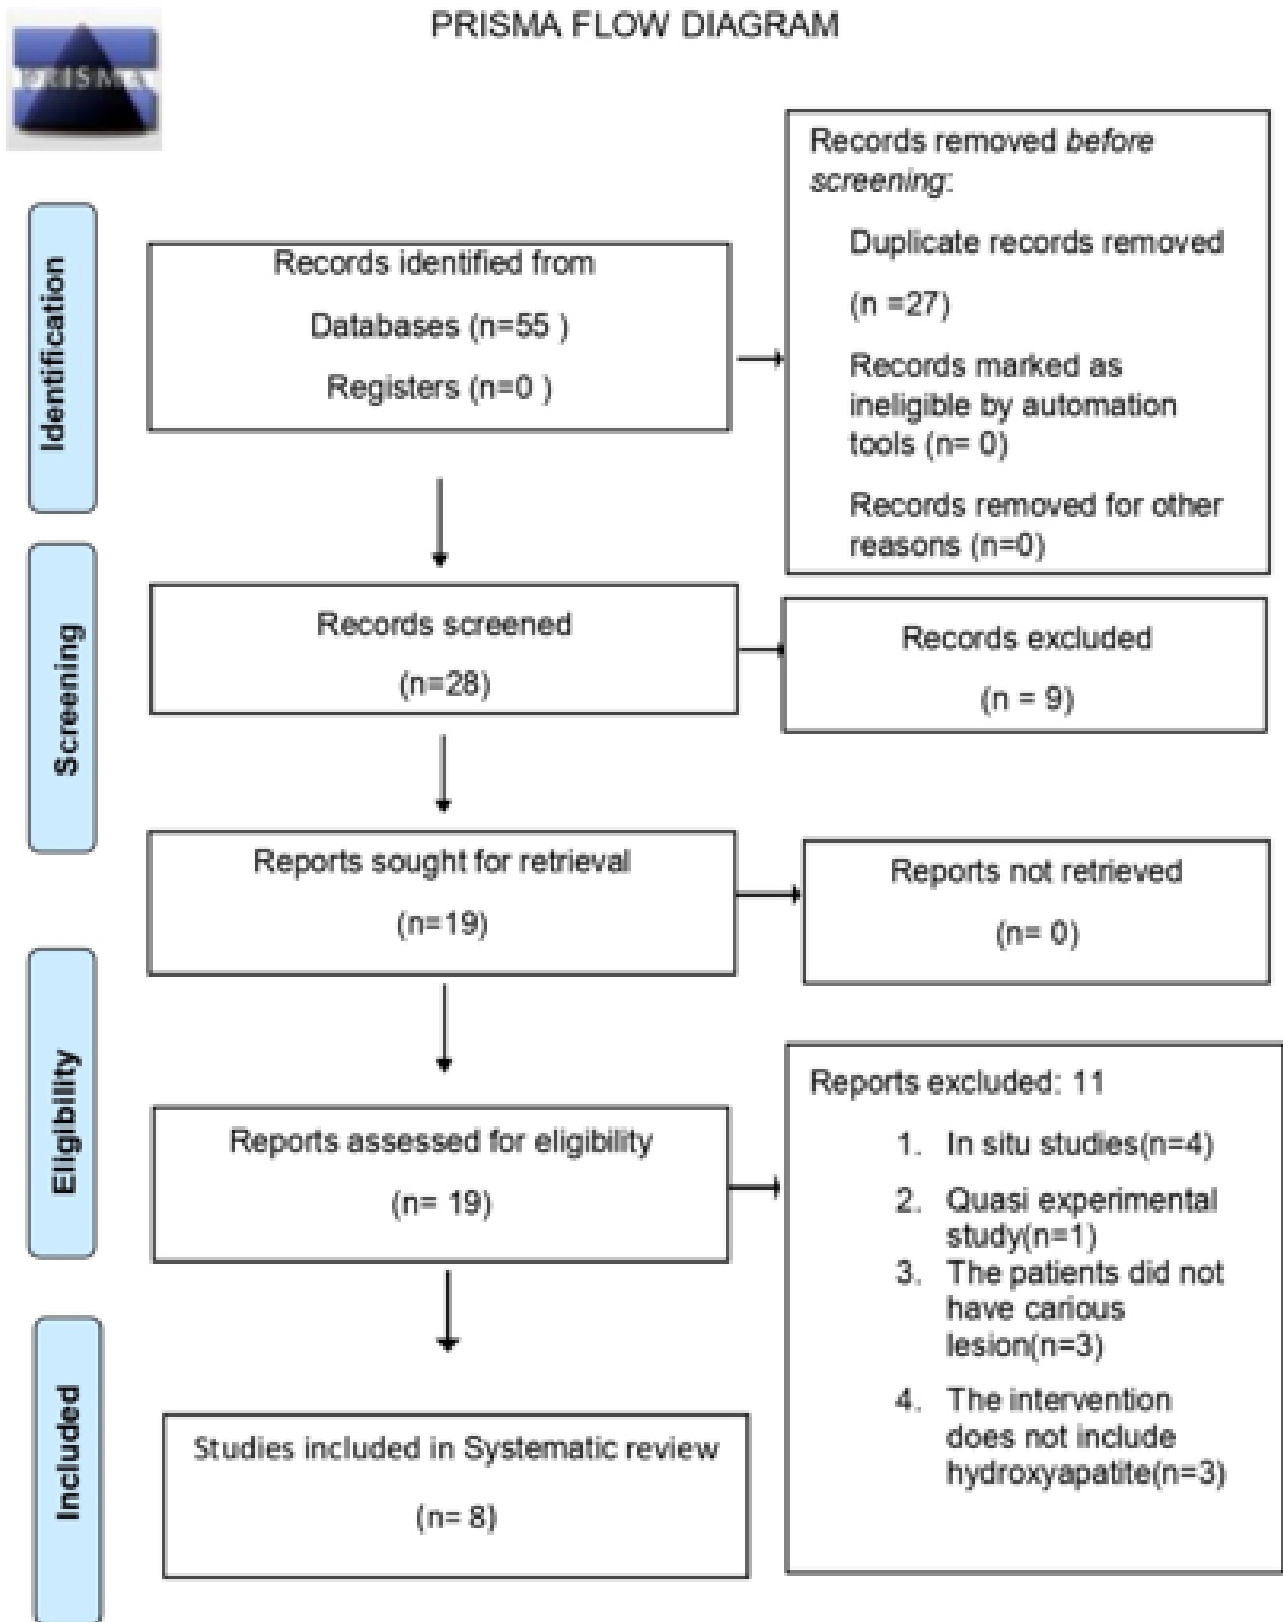 PRISMA FLOW DIAGRAM
PRISMA
Identification
Records identified from
Databases (n=55 )
Registers (n=0 )
Records removed before
screening:
Duplicate records removed
(n =27)
Records marked as
ineligible by automation
tools (n= 0)
Records removed for other
reasons (n=0)
Screening
Records screened
(n=28)
Records excluded
(n = 9)
Reports sought for retrieval
(n=19)
Reports not retrieved
(n= 0)
Eligibility
Reports assessed for eligibility
(n= 19)
Reports excluded: 11
1. In situ studies(n=4)
2. Quasi experimental
study(n=1)
3. The patients did not
have carious
lesion(n=3)
4. The intervention
does not include
hydroxyapatite(n=3)
Included
Studies included in Systematic review
(n= 8)